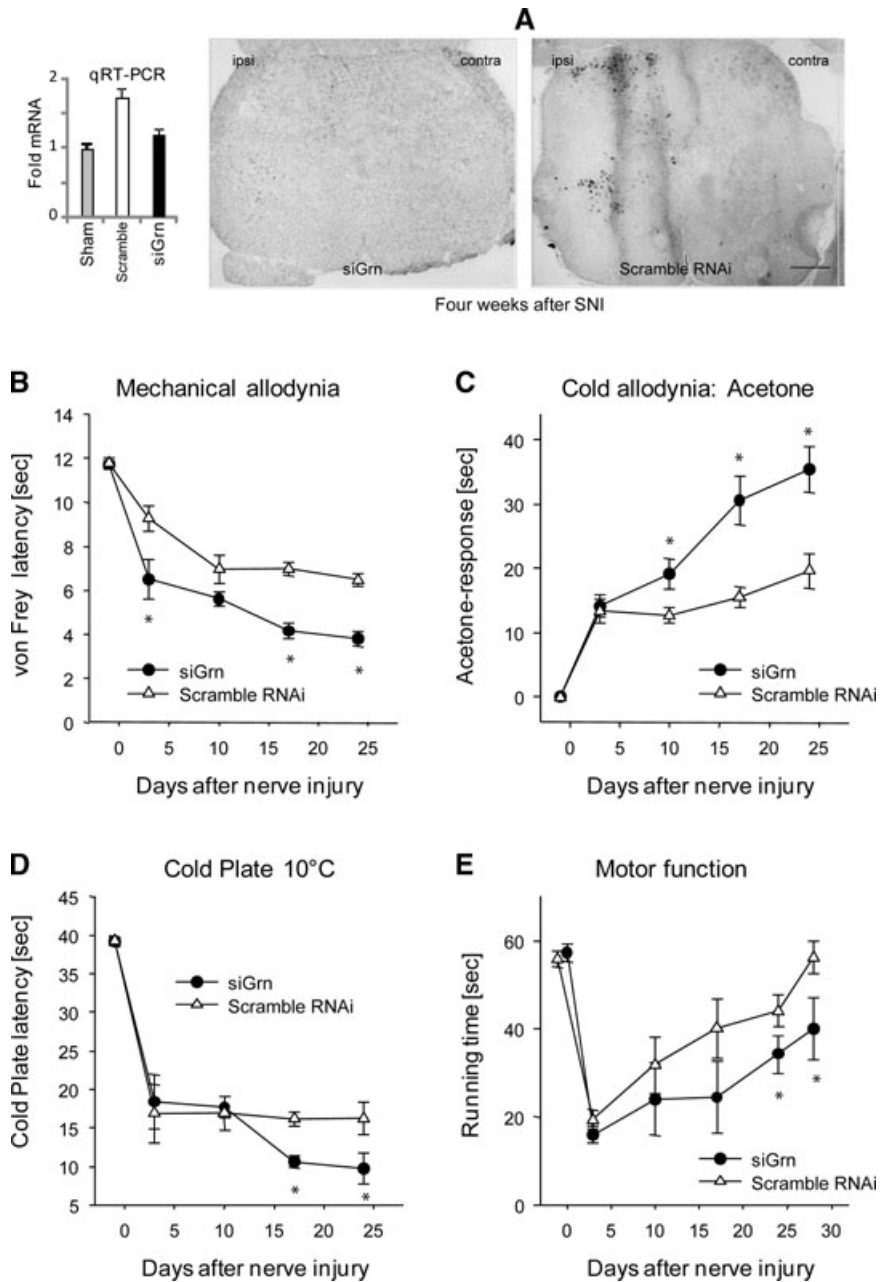 A
qRT-PCR
Fold mRNA
2
1
0
Sham
Scramble
siGrn
ipsi
contra
siGrn
ipsi
contra
Scramble RNAi
Four weeks after SNI
B
Mechanical allodynia
von Frey latency [sec]
14
12
10
8
6
4
2
0
*
*
*
siGrn
Scramble RNAi
0 5 10 15 20 25
Days after nerve injury
C
Cold allodynia: Acetone
Acetone-response [sec]
40
30
20
10
0
*
*
*
siGrn
Scramble RNAi
0 5 10 15 20 25
Days after nerve injury
D
Cold Plate 10°C
Cold Plate latency [sec]
45
40
35
30
25
20
15
10
5
siGrn
Scramble RNAi
*
*
0 10 20 25
Days after nerve injury
E
Motor function
Running time [sec]
60
40
20
0
*
*
siGrn
Scramble RNAi
0 5 10 15 20 25 30
Days after nerve injury